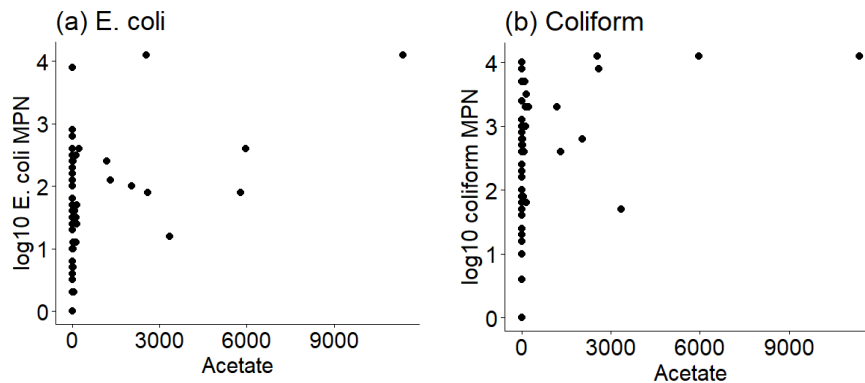 (a) E. coli
log10 E. coli MPN
4
3
2
1
0
0 3000 6000 9000
Acetate
(b) Coliform
log10 coliform MPN
4
3
2
1
0
0 3000 6000 9000
Acetate